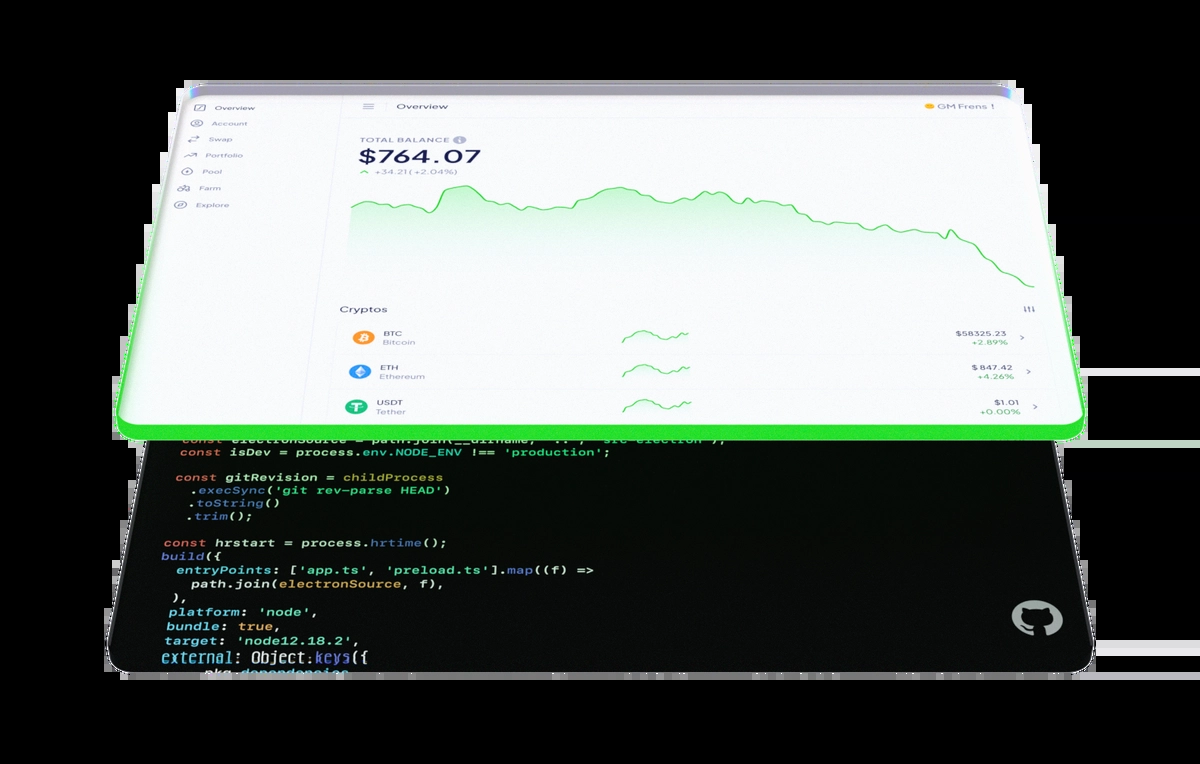 Overview
Account
Swap
Portfolio
Pool
Farm
Explore
Overview
GM Frens !
TOTAL BALANCE
$764.07
+34.21(+2.04%)
Cryptos
BTC
Bitcoin
$58325.23
+2.89%
ETH
Ethereum
$847.42
+4.26%
USDT
Tether
$1.01
+0.00%
const electronSource = path.join(__dirname, '..', 'src-electron');
const isDev = process.env.NODE_ENV !== 'production';
const gitRevision = childProcess
.execSync('git rev-parse HEAD')
.toString()
.trim();
const hrstart = process.hrtime();
build({
entryPoints: ['app.ts', 'preload.ts'].map((f) =>
path.join(electronSource, f),
),
platform: 'node',
bundle: true,
target: 'node12.18.2',
external: Object.keys({
pkg.dependencies